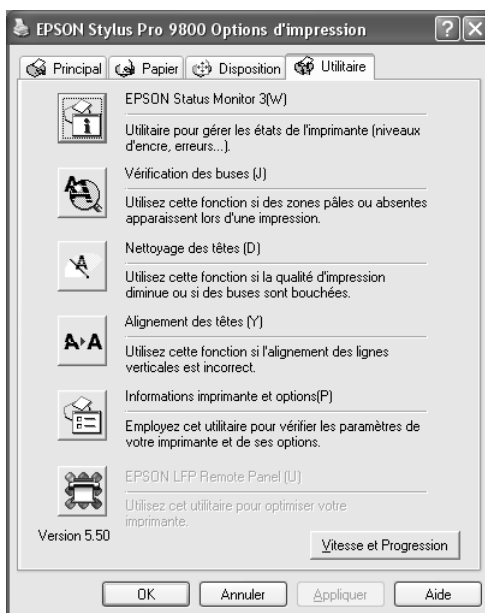 EPSON Stylus Pro 9800 Options d'impression
Principal Papier Disposition Utilitaire
EPSON Status Monitor 3(W)
Utilitaire pour gérer les états de l'imprimante (niveaux
d'encre, erreurs...).
Vérification des buses (J)
Utilisez cette fonction si des zones pâles ou absentes
apparaissent lors d'une impression.
Nettoyage des têtes (D)
Utilisez cette fonction si la qualité d'impression
diminue ou si des buses sont bouchées.
Alignement des têtes (Y)
Utilisez cette fonction si l'alignement des lignes
verticales est incorrect.
Informations imprimante et options(P)
Employez cet utilitaire pour vérifier les paramètres de
votre imprimante et de ses options.
EPSON LFP Remote Panel (U)
Utilisez cet utilitaire pour optimiser votre
imprimante.
Version 5.50
Vitesse et Progression
OK Annuler Appliquer Aide